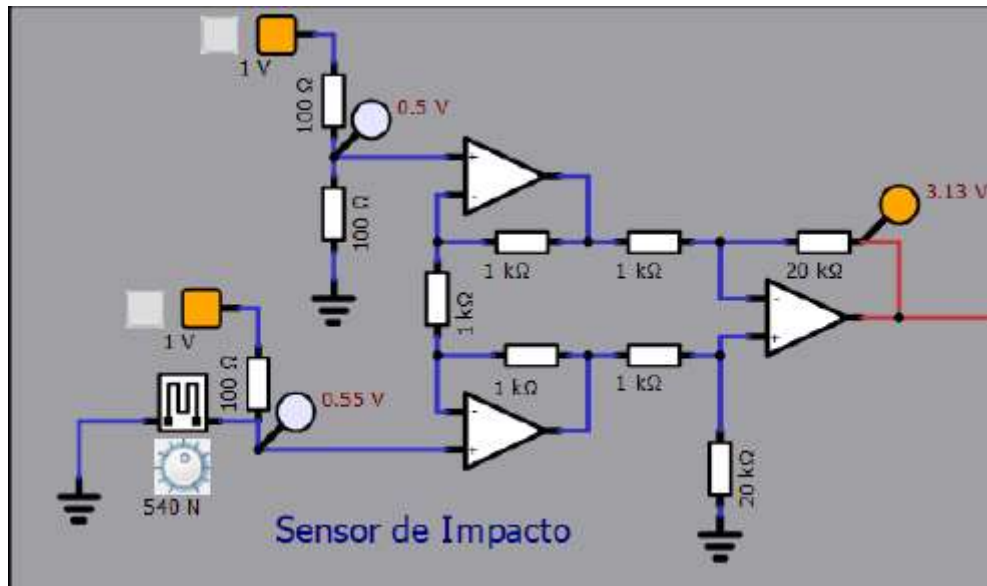 1 V
100 Ω
0.5 V
100 Ω
+
-
1 kΩ
1 kΩ
20 kΩ
3.13 V
1 kΩ
-
+
1 V
100 Ω
0.55 V
540 N
1 kΩ
1 kΩ
-
+
20 kΩ
Sensor de Impacto